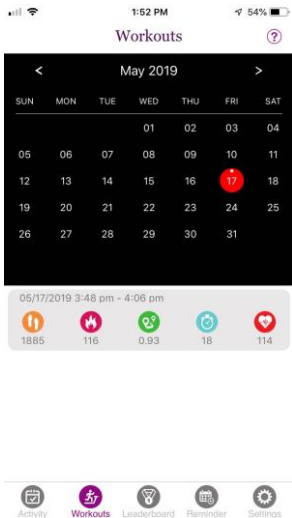 1:52 PM 54%
Workouts ?
< May 2019 >
SUN MON TUE WED THU FRI SAT
01 02 03 04
05 06 07 08 09 10 11
12 13 14 15 16 17 18
19 20 21 22 23 24 25
26 27 28 29 30 31
05/17/2019 3:48 pm - 4:06 pm
1885 116 0.93 18 114
Activity Workouts Leaderboard Reminder Settings